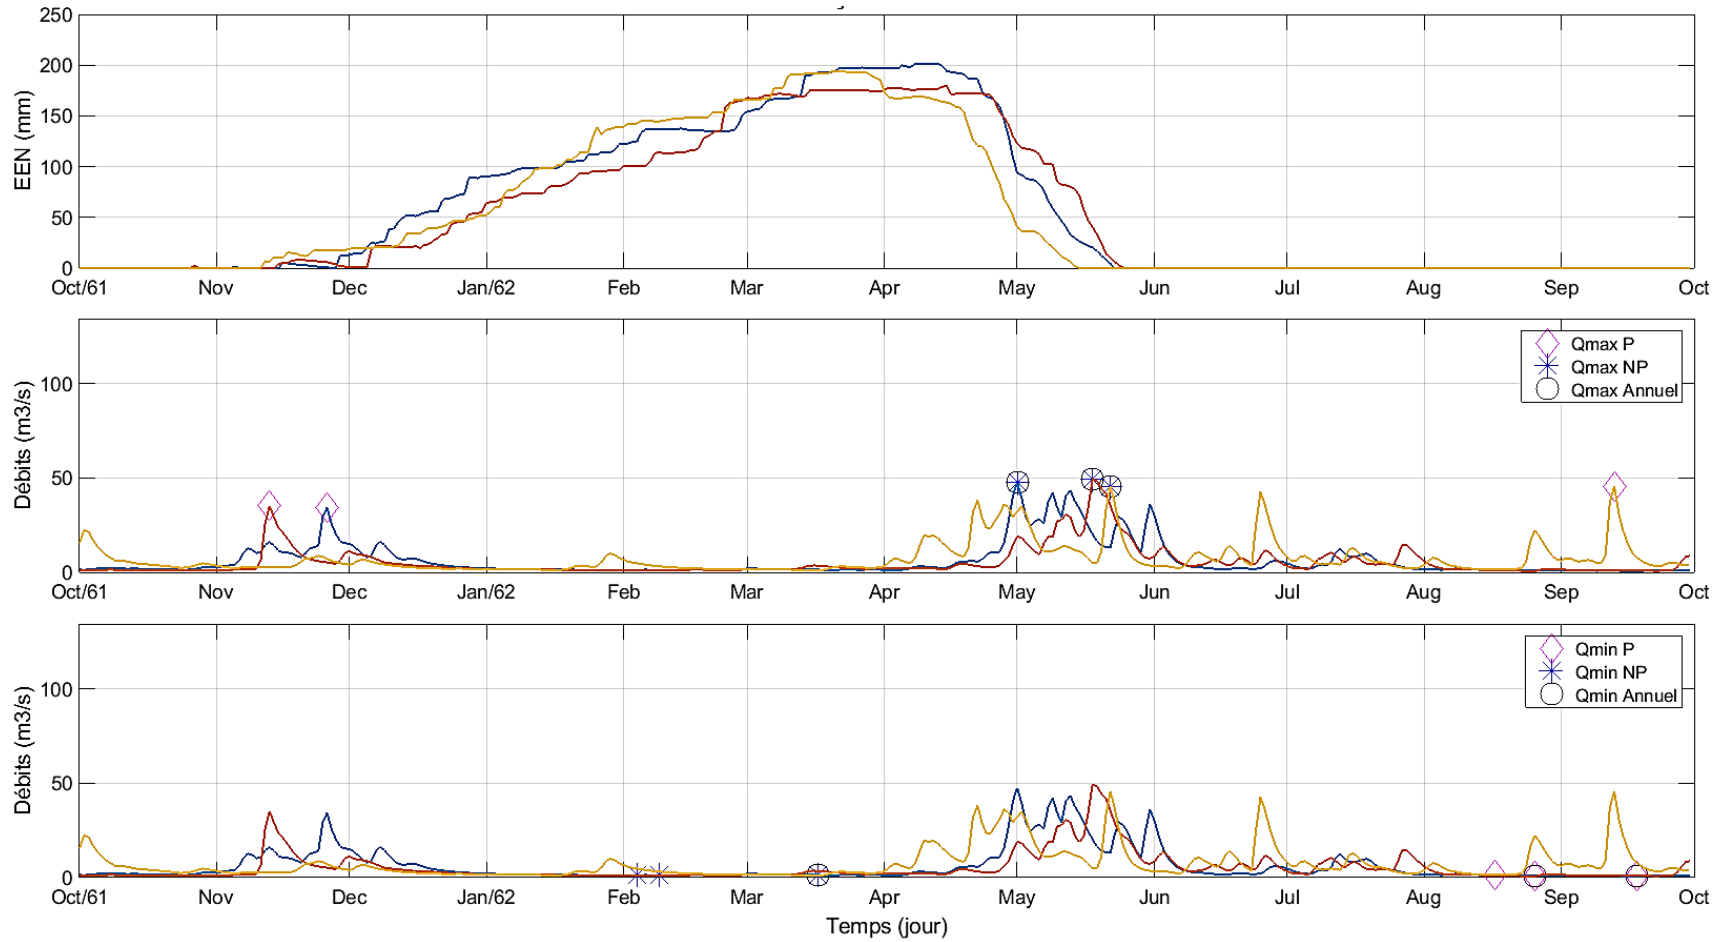 250
200
150
100
50
0
EEN (mm)
Oct/61 Nov Dec Jan/62 Feb Mar Apr May Jun Jul Aug Sep Oct
100
50
0
Débits (m3/s)
Qmax P
Qmax NP
Qmax Annuel
Oct/61 Nov Dec Jan/62 Feb Mar Apr May Jun Jul Aug Sep Oct
100
50
0
Débits (m3/s)
Qmin P
Qmin NP
Qmin Annuel
Oct/61 Nov Dec Jan/62 Feb Mar Apr May Jun Jul Aug Sep Oct
Temps (jour)